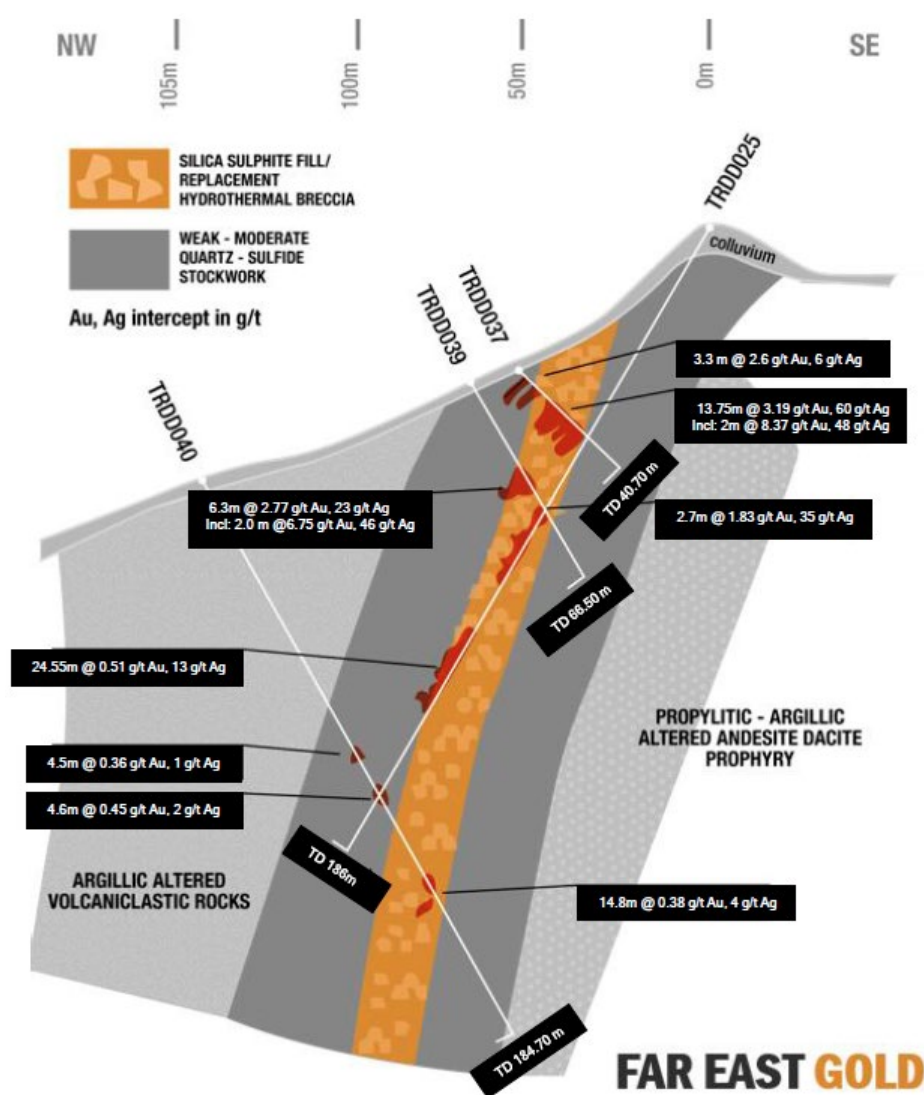 NW
105m
100m
50m
0m
SE
SILICA SULPHITE FILL/
REPLACEMENT
HYDROTHERMAL BRECCIA
WEAK - MODERATE
QUARTZ - SULFIDE
STOCKWORK
Au, Ag intercept in g/t
TRDD025
colluvium
TRDD037
TRDD039
TRDD040
3.3 m @ 2.6 g/t Au, 6 g/t Ag
13.75m @ 3.19 g/t Au, 60 g/t Ag
Incl: 2m @ 8.37 g/t Au, 48 g/t Ag
TD 40.70 m
6.3m @ 2.77 g/t Au, 23 g/t Ag
Incl: 2.0 m @6.75 g/t Au, 46 g/t Ag
2.7m @ 1.83 g/t Au, 35 g/t Ag
TD 66.50 m
24.55m @ 0.51 g/t Au, 13 g/t Ag
PROPYLITIC - ARGILLIC
ALTERED ANDESITE DACITE
PROPHYRY
4.5m @ 0.36 g/t Au, 1 g/t Ag
4.6m @ 0.45 g/t Au, 2 g/t Ag
TD 186m
ARGILLIC ALTERED
VOLCANICLASTIC ROCKS
14.8m @ 0.38 g/t Au, 4 g/t Ag
TD 184.70 m
FAR EAST GOLD